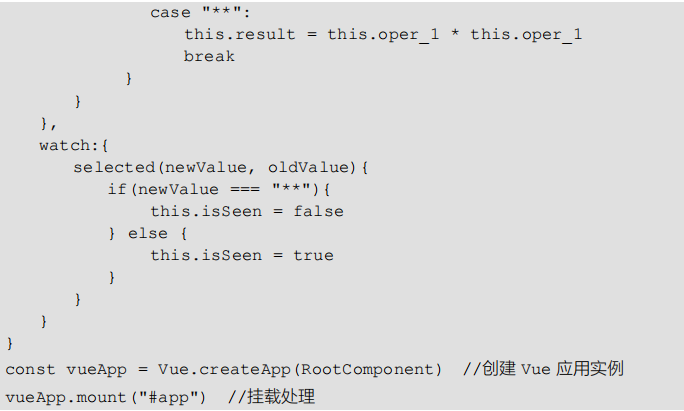 case "**":
this.result = this.oper_1 * this.oper_1
break
}
}
},
watch:{
selected(newValue, oldValue){
if(newValue === "**"){
this.isSeen = false
} else {
this.isSeen = true
}
}
}
}
const vueApp = Vue.createApp(RootComponent) //创建 Vue 应用实例
vueApp.mount("#app") //挂载处理